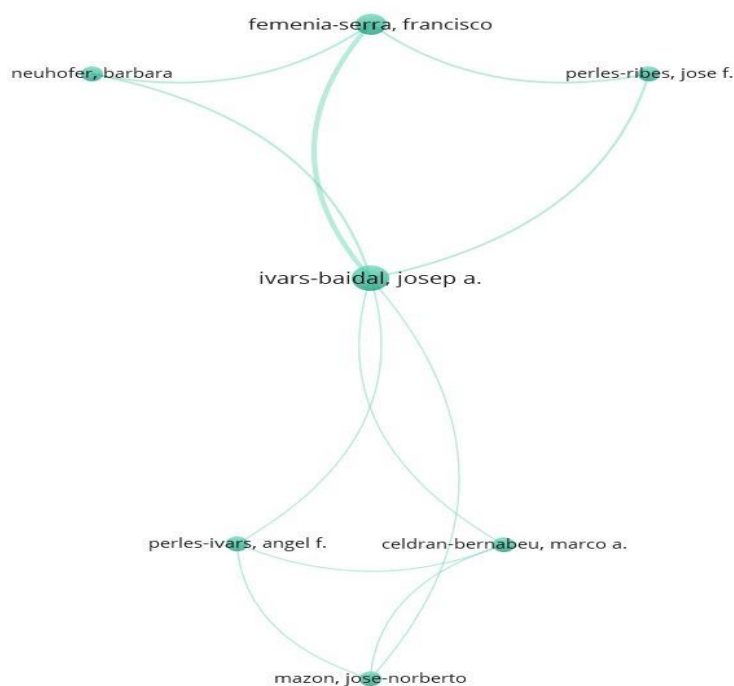 femenia-serra, francisco
neuhofer, barbara
perles-ribes, jose f.
ivars-baidal, josep a.
perles-ivars, angel f.
celdran-bernabeu, marco a.
mazon, jose-norberto